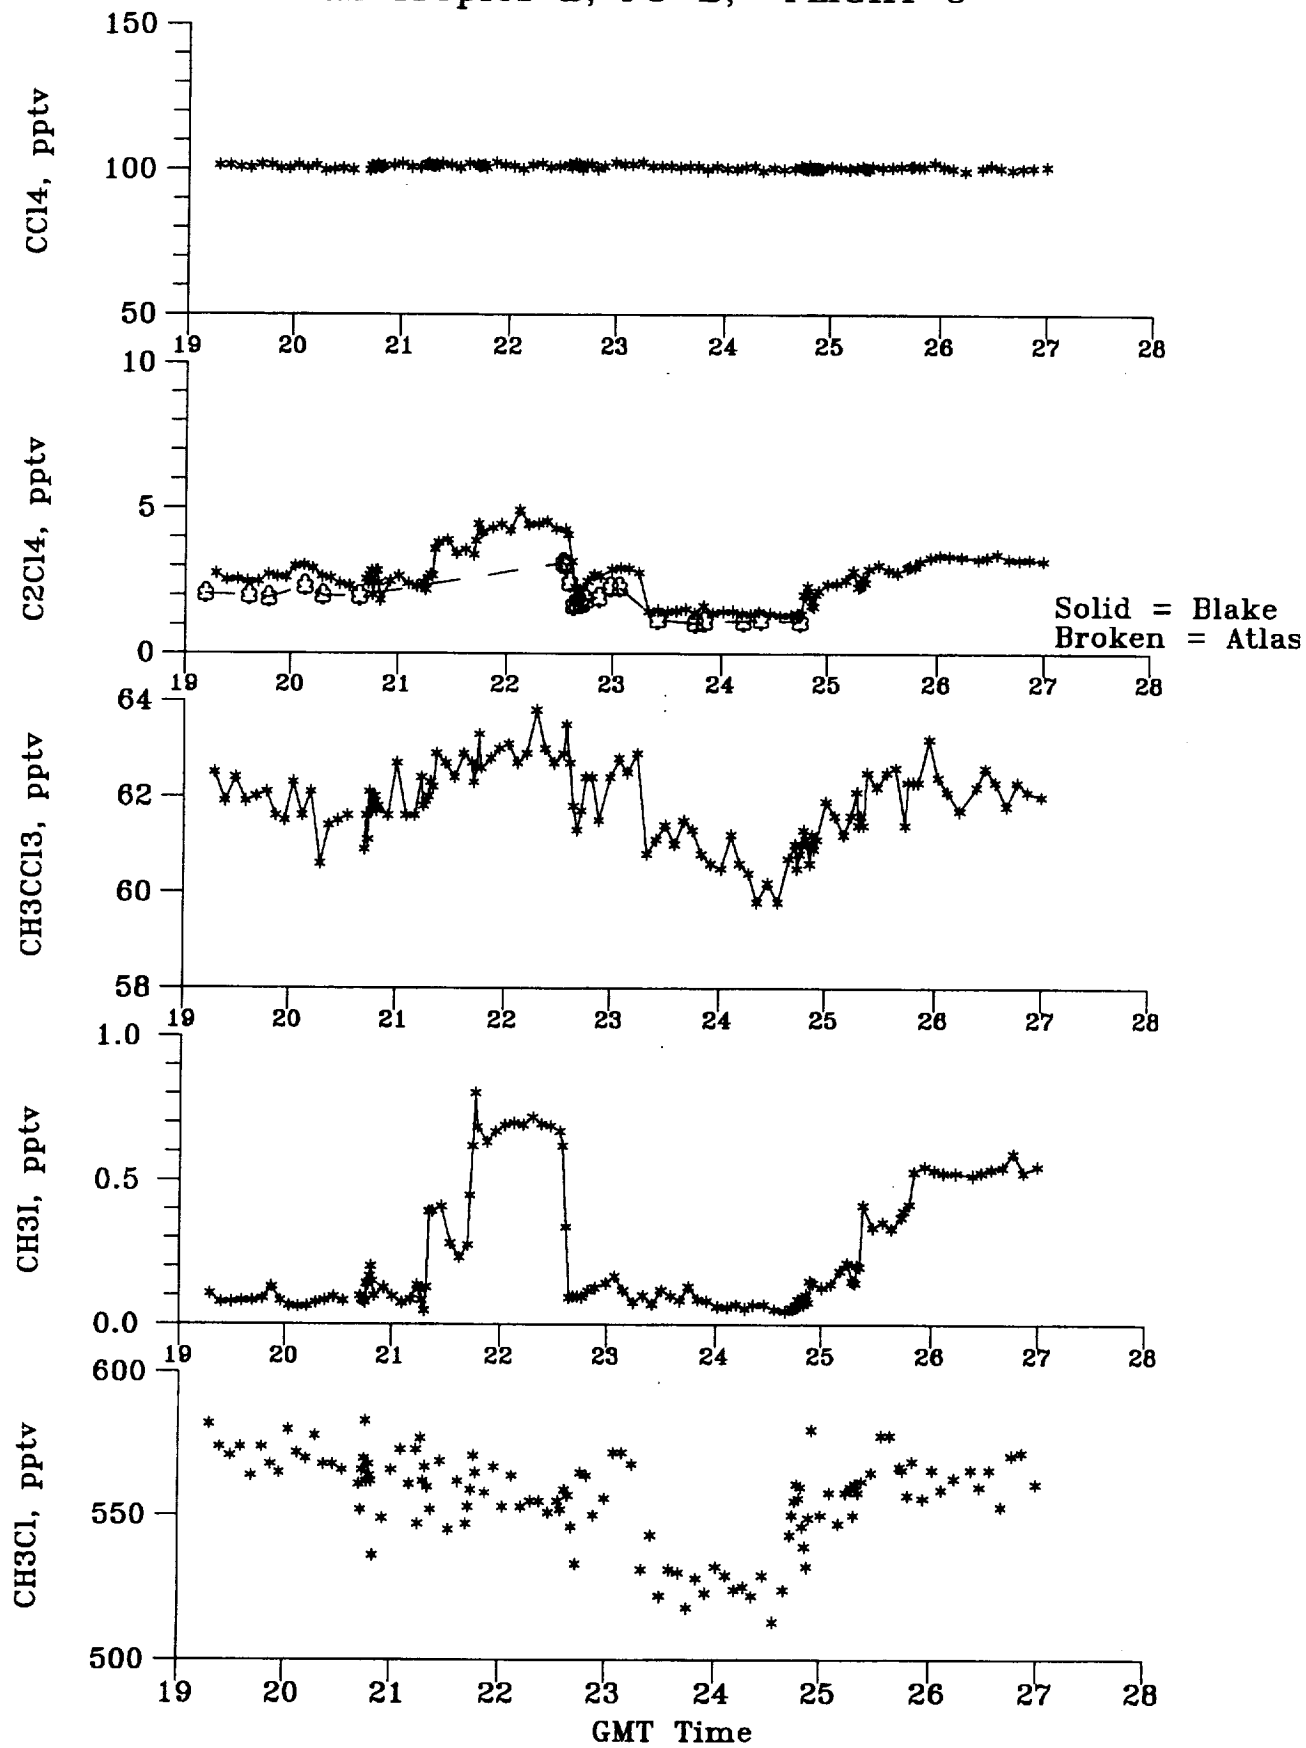 150
100
50
CCl4, pptv
19 20 21 22 23 24 25 26 27 28
10
5
0
C2Cl4, pptv
Solid = Blake
Broken = Atlas
19 20 21 22 23 24 25 26 27 28
64
62
60
58
CH3CCl3, pptv
19 20 21 22 23 24 25 26 27 28
1.0
0.5
0.0
CH3I, pptv
19 20 21 22 23 24 25 26 27 28
600
550
500
CH3Cl, pptv
19 20 21 22 23 24 25 26 27 28
GMT Time